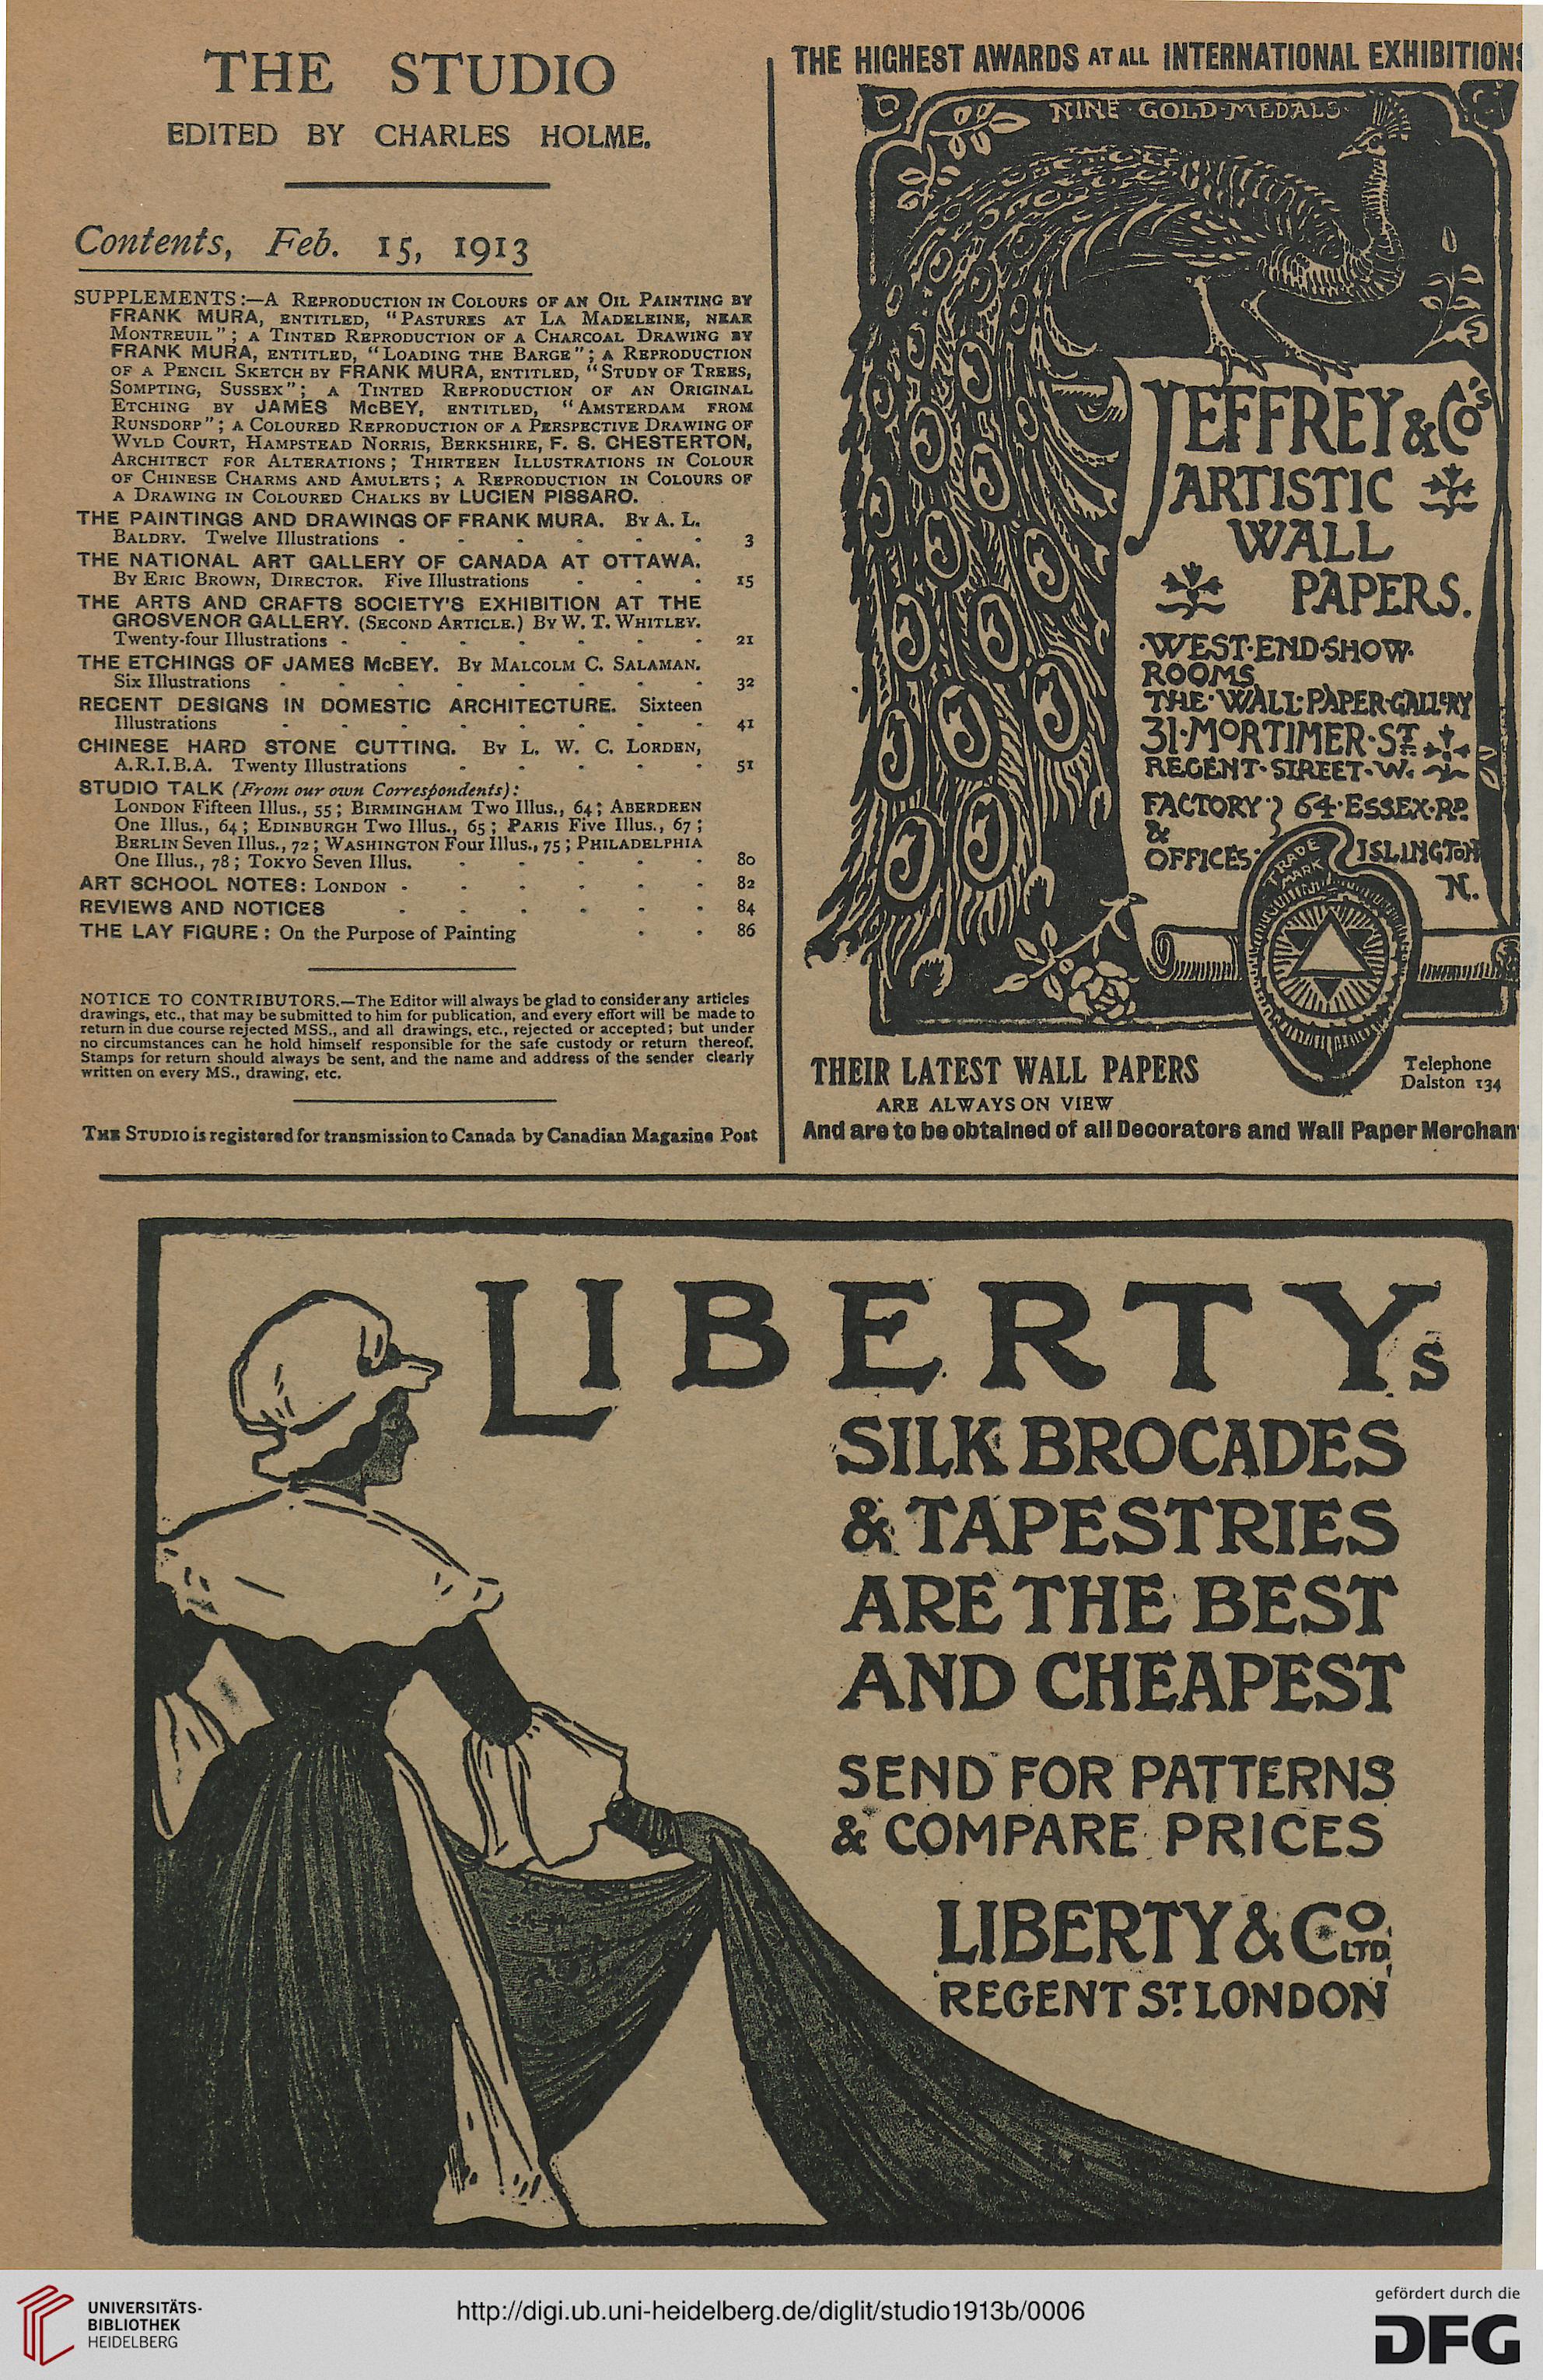 THE STUDIO
EDITED BY CHARLES HOLME.
Contents, Feb. 15, 1913
SUPPLEMENTS:—A REPRODUCTION IN COLOURS OF AN OIL PAINTING BY
FRANK MURA, ENTITLED, "PASTURES AT LA MADELEINE, NEAR
MONTREUIL"; A TINTED REPRODUCTION OF A CHARCOAL DRAWING BY
FRANK MURA, ENTITLED, "LOADING THE BARGE"; A REPRODUCTION
OF A PENCIL SKETCH BY FRANK MURA, ENTITLED, "STUDY OF TREES,
SOMPTING, SUSSEX"; A TINTED REPRODUCTION OF AN ORIGINAL
ETCHING BY JAMES McBEY, ENTITLED, "AMSTERDAM FROM
RUNSDORP"; A COLOURED REPRODUCTION OF A PERSPECTIVE DRAWING OF
WYLD COURT, HAMPSTEAD NORRIS, BERKSHIRE, F. S. CHESTERTON,
ARCHITECT FOR ALTERATIONS; THIRTEEN ILLUSTRATIONS IN COLOUR
OF CHINESE CHARMS AND AMULETS; A REPRODUCTION IN COLOURS OF
A DRAWING IN COLOURED CHALKS BY LUCIEN PISSARO.
THE PAINTINGS AND DRAWINGS OF FRANK MURA. BY A. L.
BALDRY. Twelve Illustrations - - - - - - 3
THE NATIONAL ART GALLERY OF CANADA AT OTTAWA.
BY ERIC BROWN, DIRECTOR. Five Illustrations - - - 15
THE ARTS AND CRAFTS SOCIETY'S EXHIBITION AT THE
GROSVENOR GALLERY. (SECOND ARTICLE.) BY W. T. WHITLEY.
Twenty-four Illustrations - - - - - - - 21
THE ETCHINGS OF JAMES McBEY. BY MALCOLM C. SALAMAN.
Six Illustrations - - - - - - - - 32
RECENT DESIGNS IN DOMESTIC ARCHITECTURE. Sixteen
Illustrations - - - - - - - - 41
CHINESE HARD STONE CUTTING. BY L. W. C. LORDEN,
A.R.I.B.A. Twenty Illustrations - - - - - 51
STUDIO TALK (From our own Correspondents):
LONDON Fifteen Illus., 55; BIRMINGHAM Two Illus., 64; ABERDEEN
One Illus., 64; EDINBURGH Two Illus., 65; PARIS Five Illus., 67;
BERLIN Seven Illus., 72; WASHINGTON Four Illus., 75; PHILADELPHIA
One Illus., 78; TOKYO Seven Illus. - - - - - 80
ART SCHOOL NOTES: LONDON - - - - - - 82
REVIEWS AND NOTICES - - - - - - 84
THE LAY FIGURE: On the Purpose of Painting - - 86
NOTICE TO CONTRIBUTORS.—The Editor will always be glad to consider any articles
drawings, etc., that may be submitted to him for publication, and every effort will be made to
return in due course rejected MSS., and all drawings, etc., rejected or accepted; but under
no circumstances can he hold himself responsible for the safe custody or return thereof.
Stamps for return should always be sent, and the name and address of the sender clearly
written on every MS., drawing, etc.
THE STUDIO is registered for transmission to Canada by Canadian Magazine Post
THE HIGHEST AWARDS AT ALL INTERNATIONAL EXHIBITIONS
NINE·GOLD·MEDALS·
JEFFREY & Co's
ARTISTIC
WALL
PAPERS.
·WEST·END·SHOW·
ROOMS
THE·WALL·PAPER·GALLERY
31·MORTIMER·ST
REGENT·STREET·W.
FACTORY } 64·ESSEX·RD
&
OFFICES ISLINGTON
N.
TRADE
MARK
THEIR LATEST WALL PAPERS
ARE ALWAYS ON VIEW
Telephone
Dalston 134
And are to be obtained of all Decorators and Wall Paper Merchan
LIBERTYS
SILK BROCADES
& TAPESTRIES
ARE THE BEST
AND CHEAPEST
SEND FOR PATTERNS
& COMPARE PRICES
LIBERTY & Co. LTD
REGENT ST. LONDON
UNIVERSITÄTS-
BIBLIOTHEK
HEIDELBERG
http://digi.ub.uni-heidelberg.de/diglit/studio1913b/0006
gefördert durch die
DFG